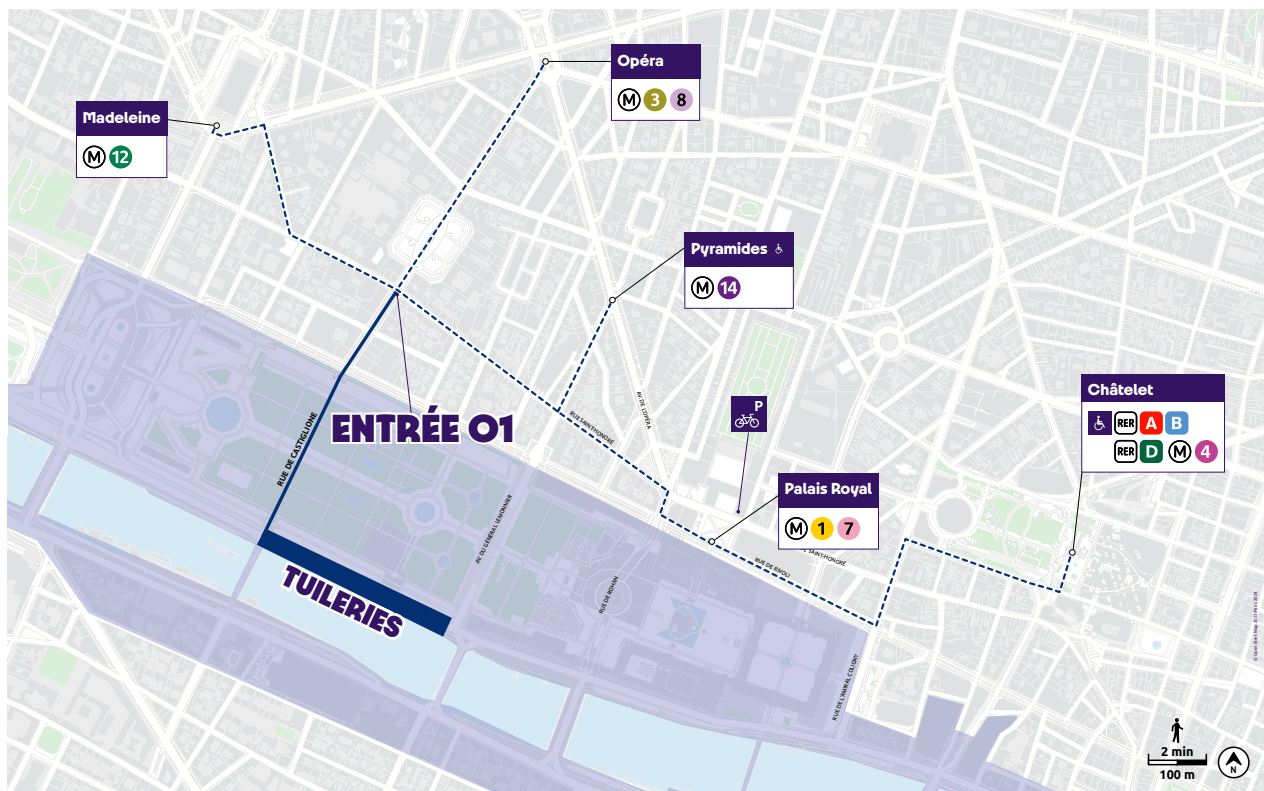 Opéra
M 3 8
Madeleine
M 12
Pyramides
M 14
P
Châtelet
RER A B
RER D M 4
ENTRÉE 01
RUE SAINT-HONORÉ
AV DE L'OPÉRA
RUE DE CASTIGLIONE
Palais Royal
M 1 7
E SAINT-HONORÉ
RUE DE RIVOLI
AV. DU GÉNÉRAL LEMONNIER
RUE DE ROHAN
TUILERIES
RUE DE L'AMIRAL COLIGNY
2 min
100 m
N